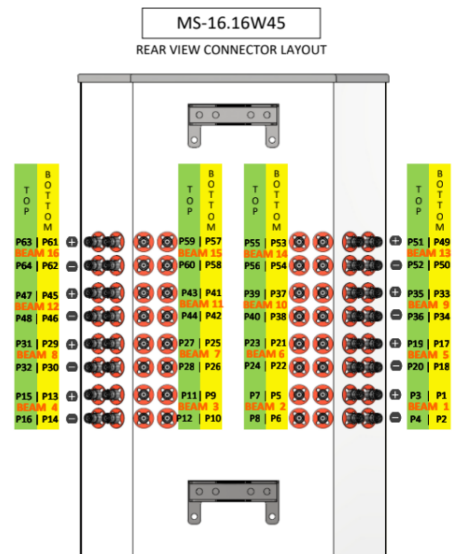 MS-16.16W45
REAR VIEW CONNECTOR LAYOUT
TOP BOTTOM TOP BOTTOM TOP BOTTOM TOP BOTTOM
P63 | P61 + P59 | P57 P55 | P53 + P51 | P49
BEAM 16 BEAM 15 BEAM 14 BEAM 13
P64 | P62 − P60 | P58 P56 | P54 − P52 | P50
P47 | P45 + P43 | P41 P39 | P37 + P35 | P33
BEAM 12 BEAM 11 BEAM 10 BEAM 9
P48 | P46 − P44 | P42 P40 | P38 − P36 | P34
P31 | P29 + P27 | P25 P23 | P21 + P19 | P17
BEAM 8 BEAM 7 BEAM 6 BEAM 5
P32 | P30 − P28 | P26 P24 | P22 − P20 | P18
P15 | P13 + P11 | P9 P7 | P5 + P3 | P1
BEAM 4 BEAM 3 BEAM 2 BEAM 1
P16 | P14 − P12 | P10 P8 | P6 − P4 | P2